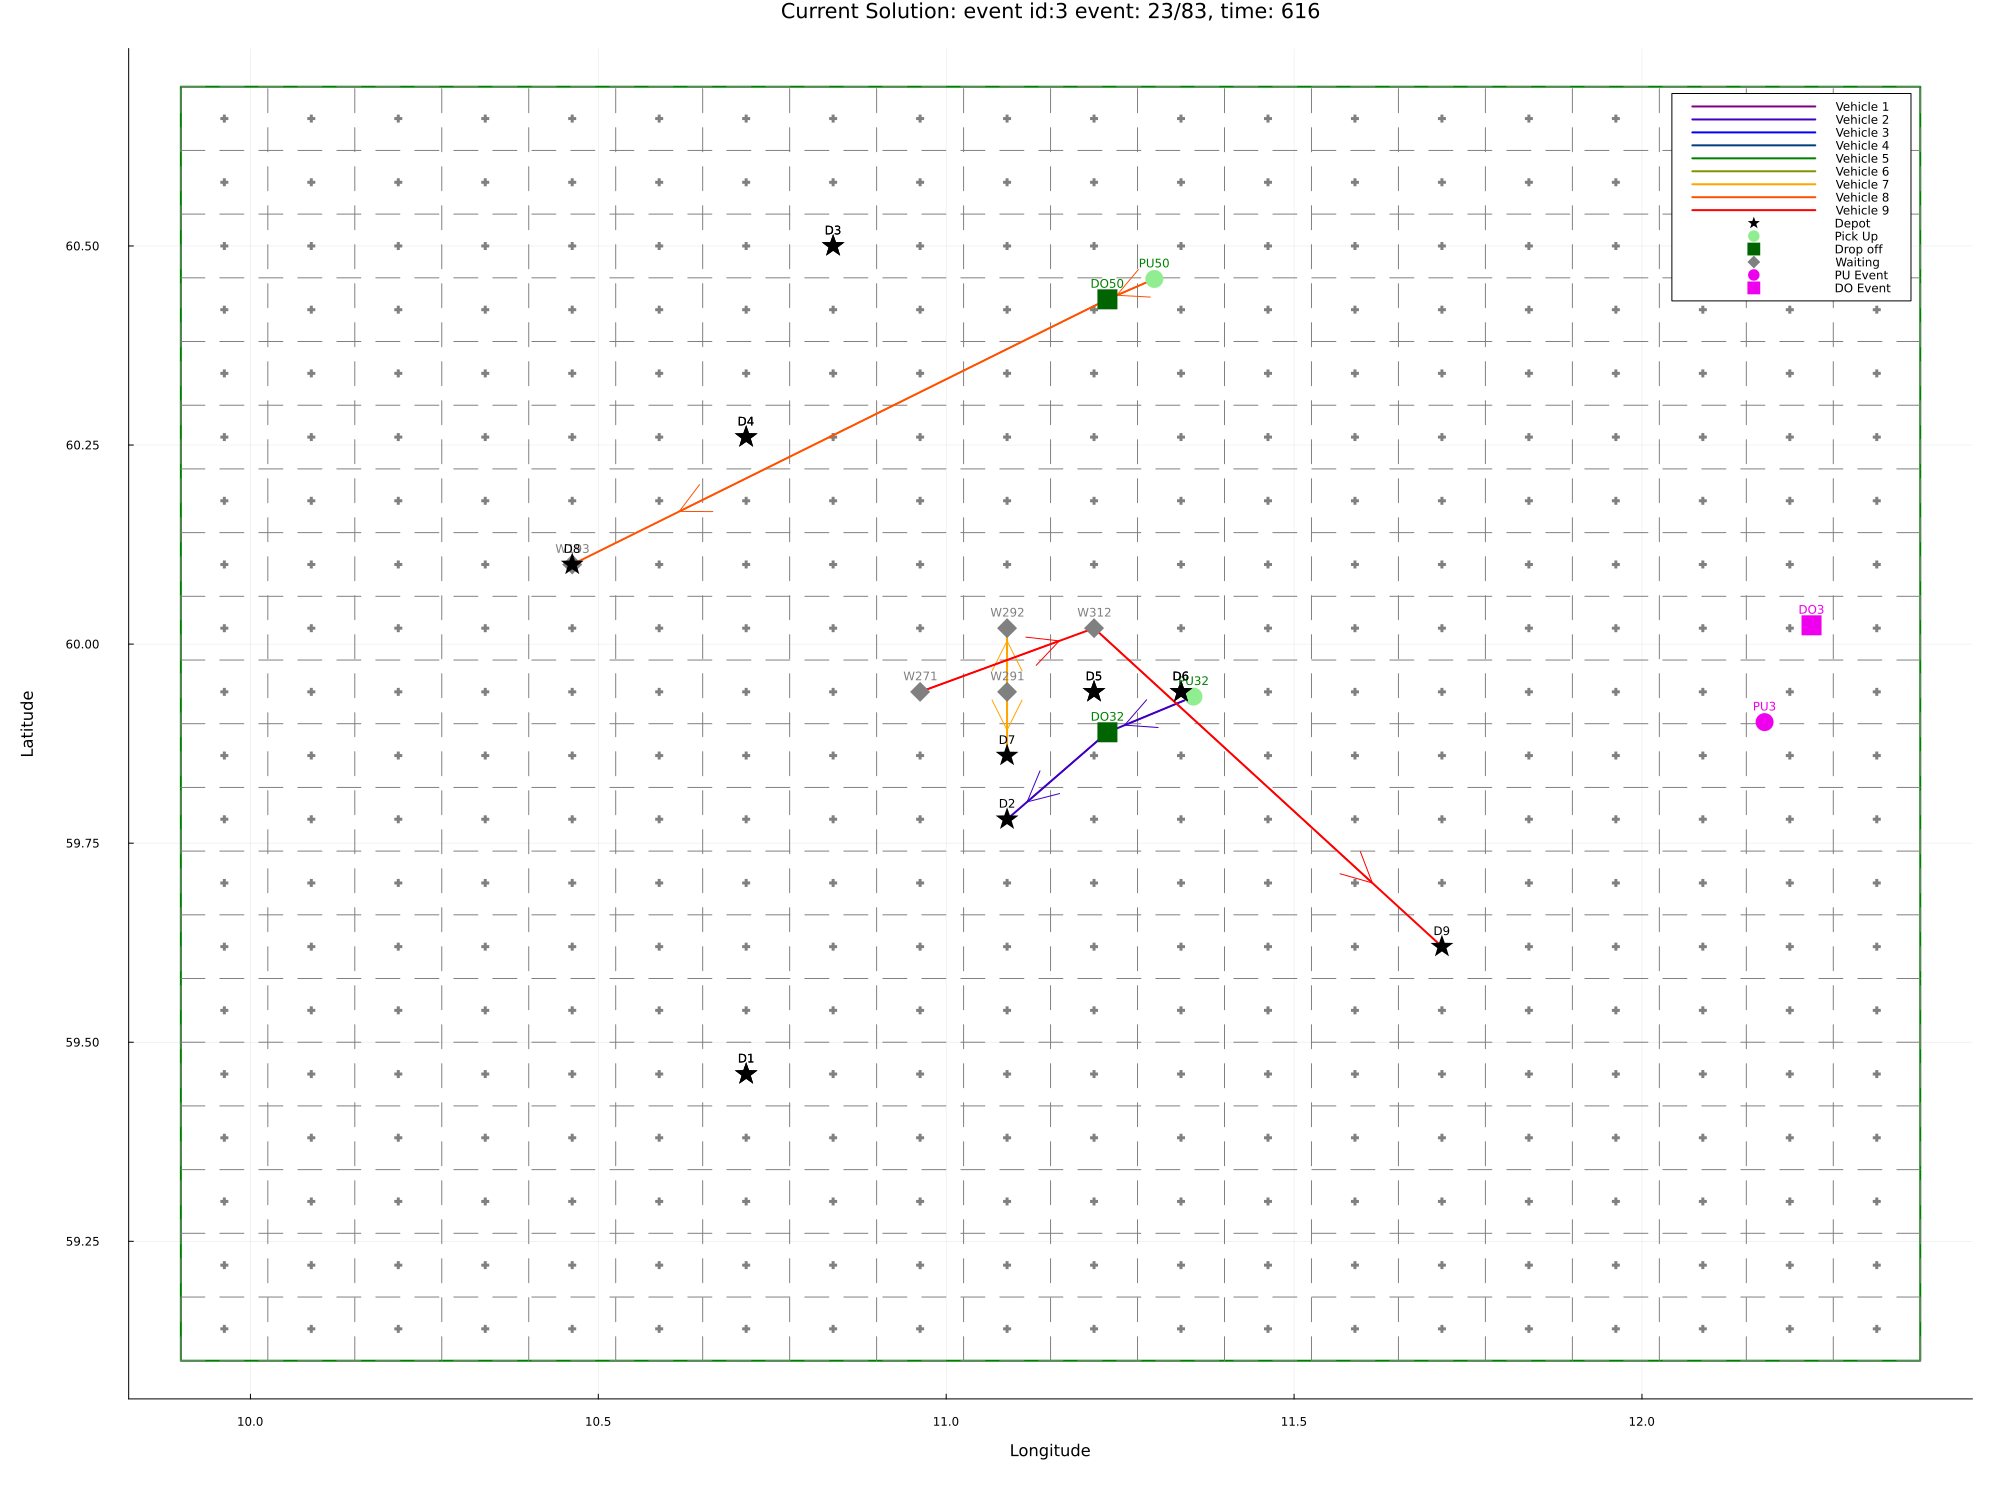 Current Solution: event id:3 event: 23/83, time: 616
Vehicle 1
Vehicle 2
Vehicle 3
Vehicle 4
Vehicle 5
Vehicle 6
Vehicle 7
Vehicle 8
Vehicle 9
Depot
Pick Up
Drop off
Waiting
PU Event
DO Event
D3
PU50
DO50
D4
D8
W292
W312
DO3
W271
W291
D5
D6
PU3
DO32
D7
D2
D9
D1
60.50
60.25
60.00
59.75
59.50
59.25
Latitude
10.0
10.5
11.0
11.5
12.0
Longitude